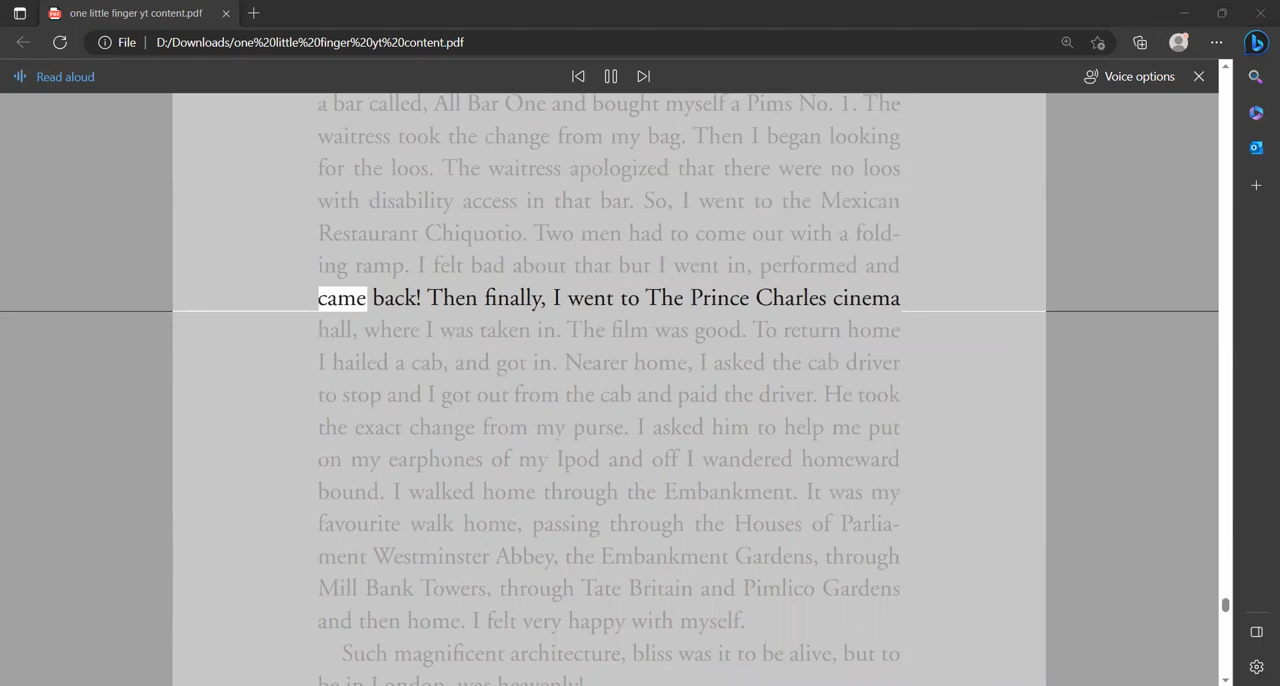 one little finger yt content.pdf
File
D:/Downloads/one%20little%20finger%20yt%20content.pdf
Read aloud
Voice options
a bar called, All Bar One and bought myself a Pims No. 1. The
waitress took the change from my bag. Then I began looking
for the loos. The waitress apologized that there were no loos
with disability access in that bar. So, I went to the Mexican
Restaurant Chiquotio. Two men had to come out with a fold-
ing ramp. I felt bad about that but I went in, performed and
came back! Then finally, I went to The Prince Charles cinema
hall, where I was taken in. The film was good. To return home
I hailed a cab, and got in. Nearer home, I asked the cab driver
to stop and I got out from the cab and paid the driver. He took
the exact change from my purse. I asked him to help me put
on my earphones of my Ipod and off I wandered homeward
bound. I walked home through the Embankment. It was my
favourite walk home, passing through the Houses of Parlia-
ment Westminster Abbey, the Embankment Gardens, through
Mill Bank Towers, through Tate Britain and Pimlico Gardens
and then home. I felt very happy with myself.
Such magnificent architecture, bliss was it to be alive, but to
be in London, was heavenly!